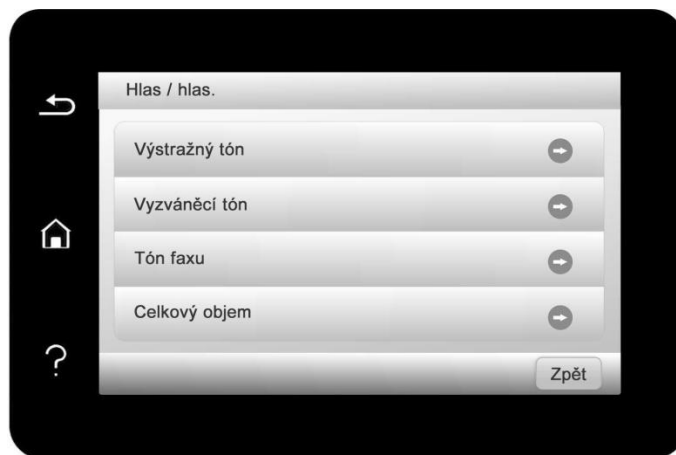 Hlas / hlas.
Výstražný tón
Vyzváněcí tón
Tón faxu
Celkový objem
Zpět